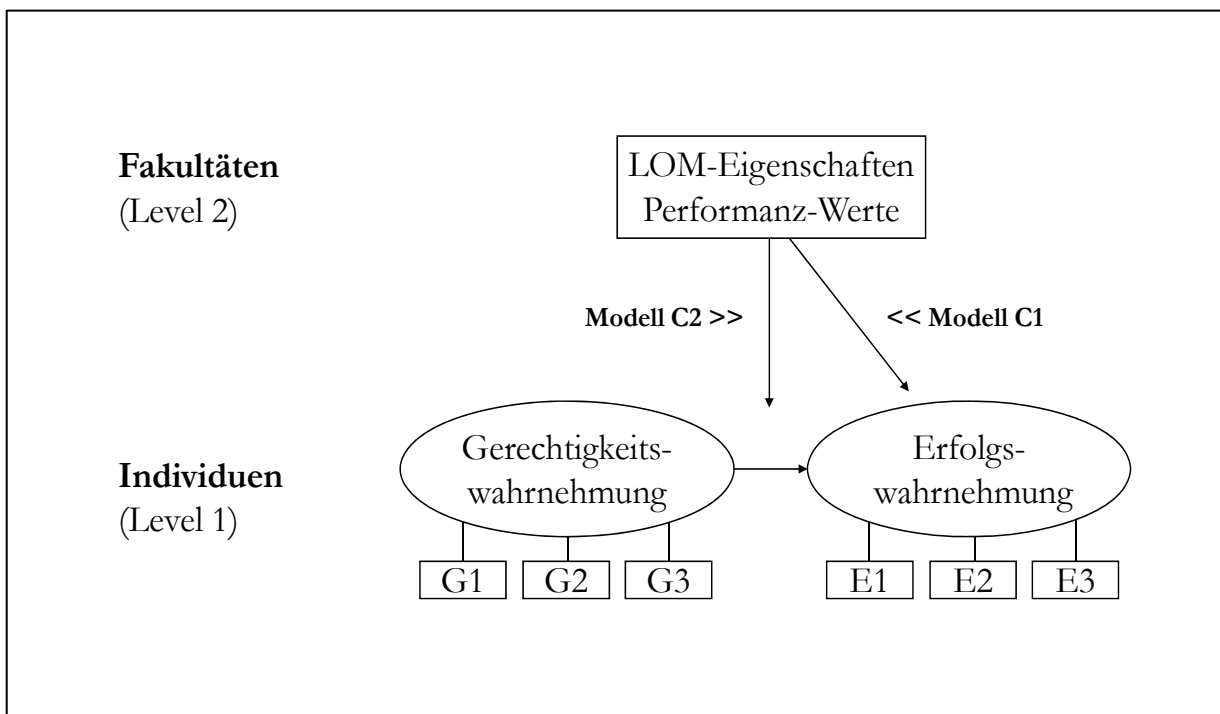 Fakultäten
(Level 2)
LOM-Eigenschaften
Performanz-Werte
Modell C2 >>
<< Modell C1
Individuen
(Level 1)
Gerechtigkeits-
wahrnehmung
Erfolgs-
wahrnehmung
G1
G2
G3
E1
E2
E3